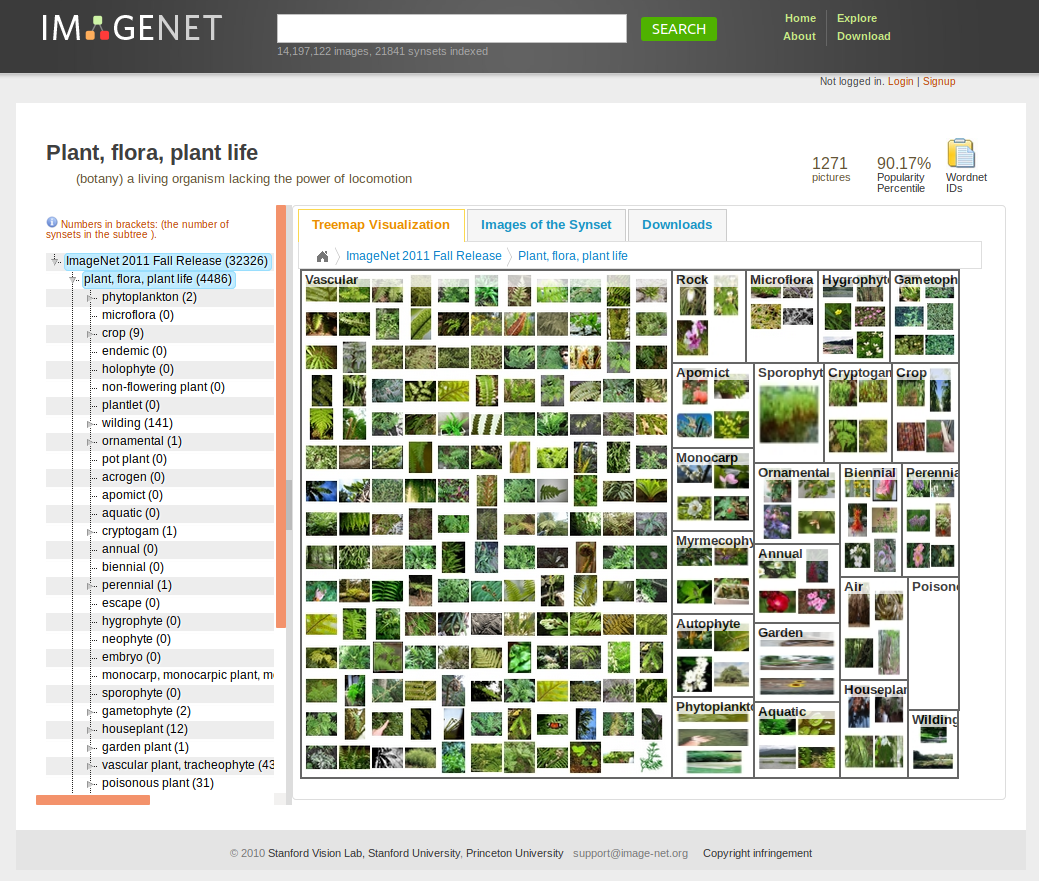 IMAGENET
SEARCH
14,197,122 images, 21841 synsets indexed
Home Explore
About Download
Not logged in. Login | Signup
Plant, flora, plant life
(botany) a living organism lacking the power of locomotion
1271
pictures
90.17%
Popularity
Percentile
Wordnet
IDs
Numbers in brackets: (the number of
synsets in the subtree ).
ImageNet 2011 Fall Release (32326)
plant, flora, plant life (4486)
phytoplankton (2)
microflora (0)
crop (9)
endemic (0)
holophyte (0)
non-flowering plant (0)
plantlet (0)
wilding (141)
ornamental (1)
pot plant (0)
acrogen (0)
apomict (0)
aquatic (0)
cryptogam (1)
annual (0)
biennial (0)
perennial (1)
escape (0)
hygrophyte (0)
neophyte (0)
embryo (0)
monocarp, monocarpic plant, mo
sporophyte (0)
gametophyte (2)
houseplant (12)
garden plant (1)
vascular plant, tracheophyte (43
poisonous plant (31)
Treemap Visualization Images of the Synset Downloads
ImageNet 2011 Fall Release Plant, flora, plant life
Vascular
Rock
Microflora
Hygrophyte
Gametoph
Apomict
Sporophyt
Cryptogam
Crop
Monocarp
Ornamental
Biennial
Perennia
Myrmecophy
Annual
Air
Poisono
Autophyte
Garden
Houseplan
Phytoplankto
Aquatic
Wilding
© 2010 Stanford Vision Lab, Stanford University, Princeton University support@image-net.org Copyright infringement